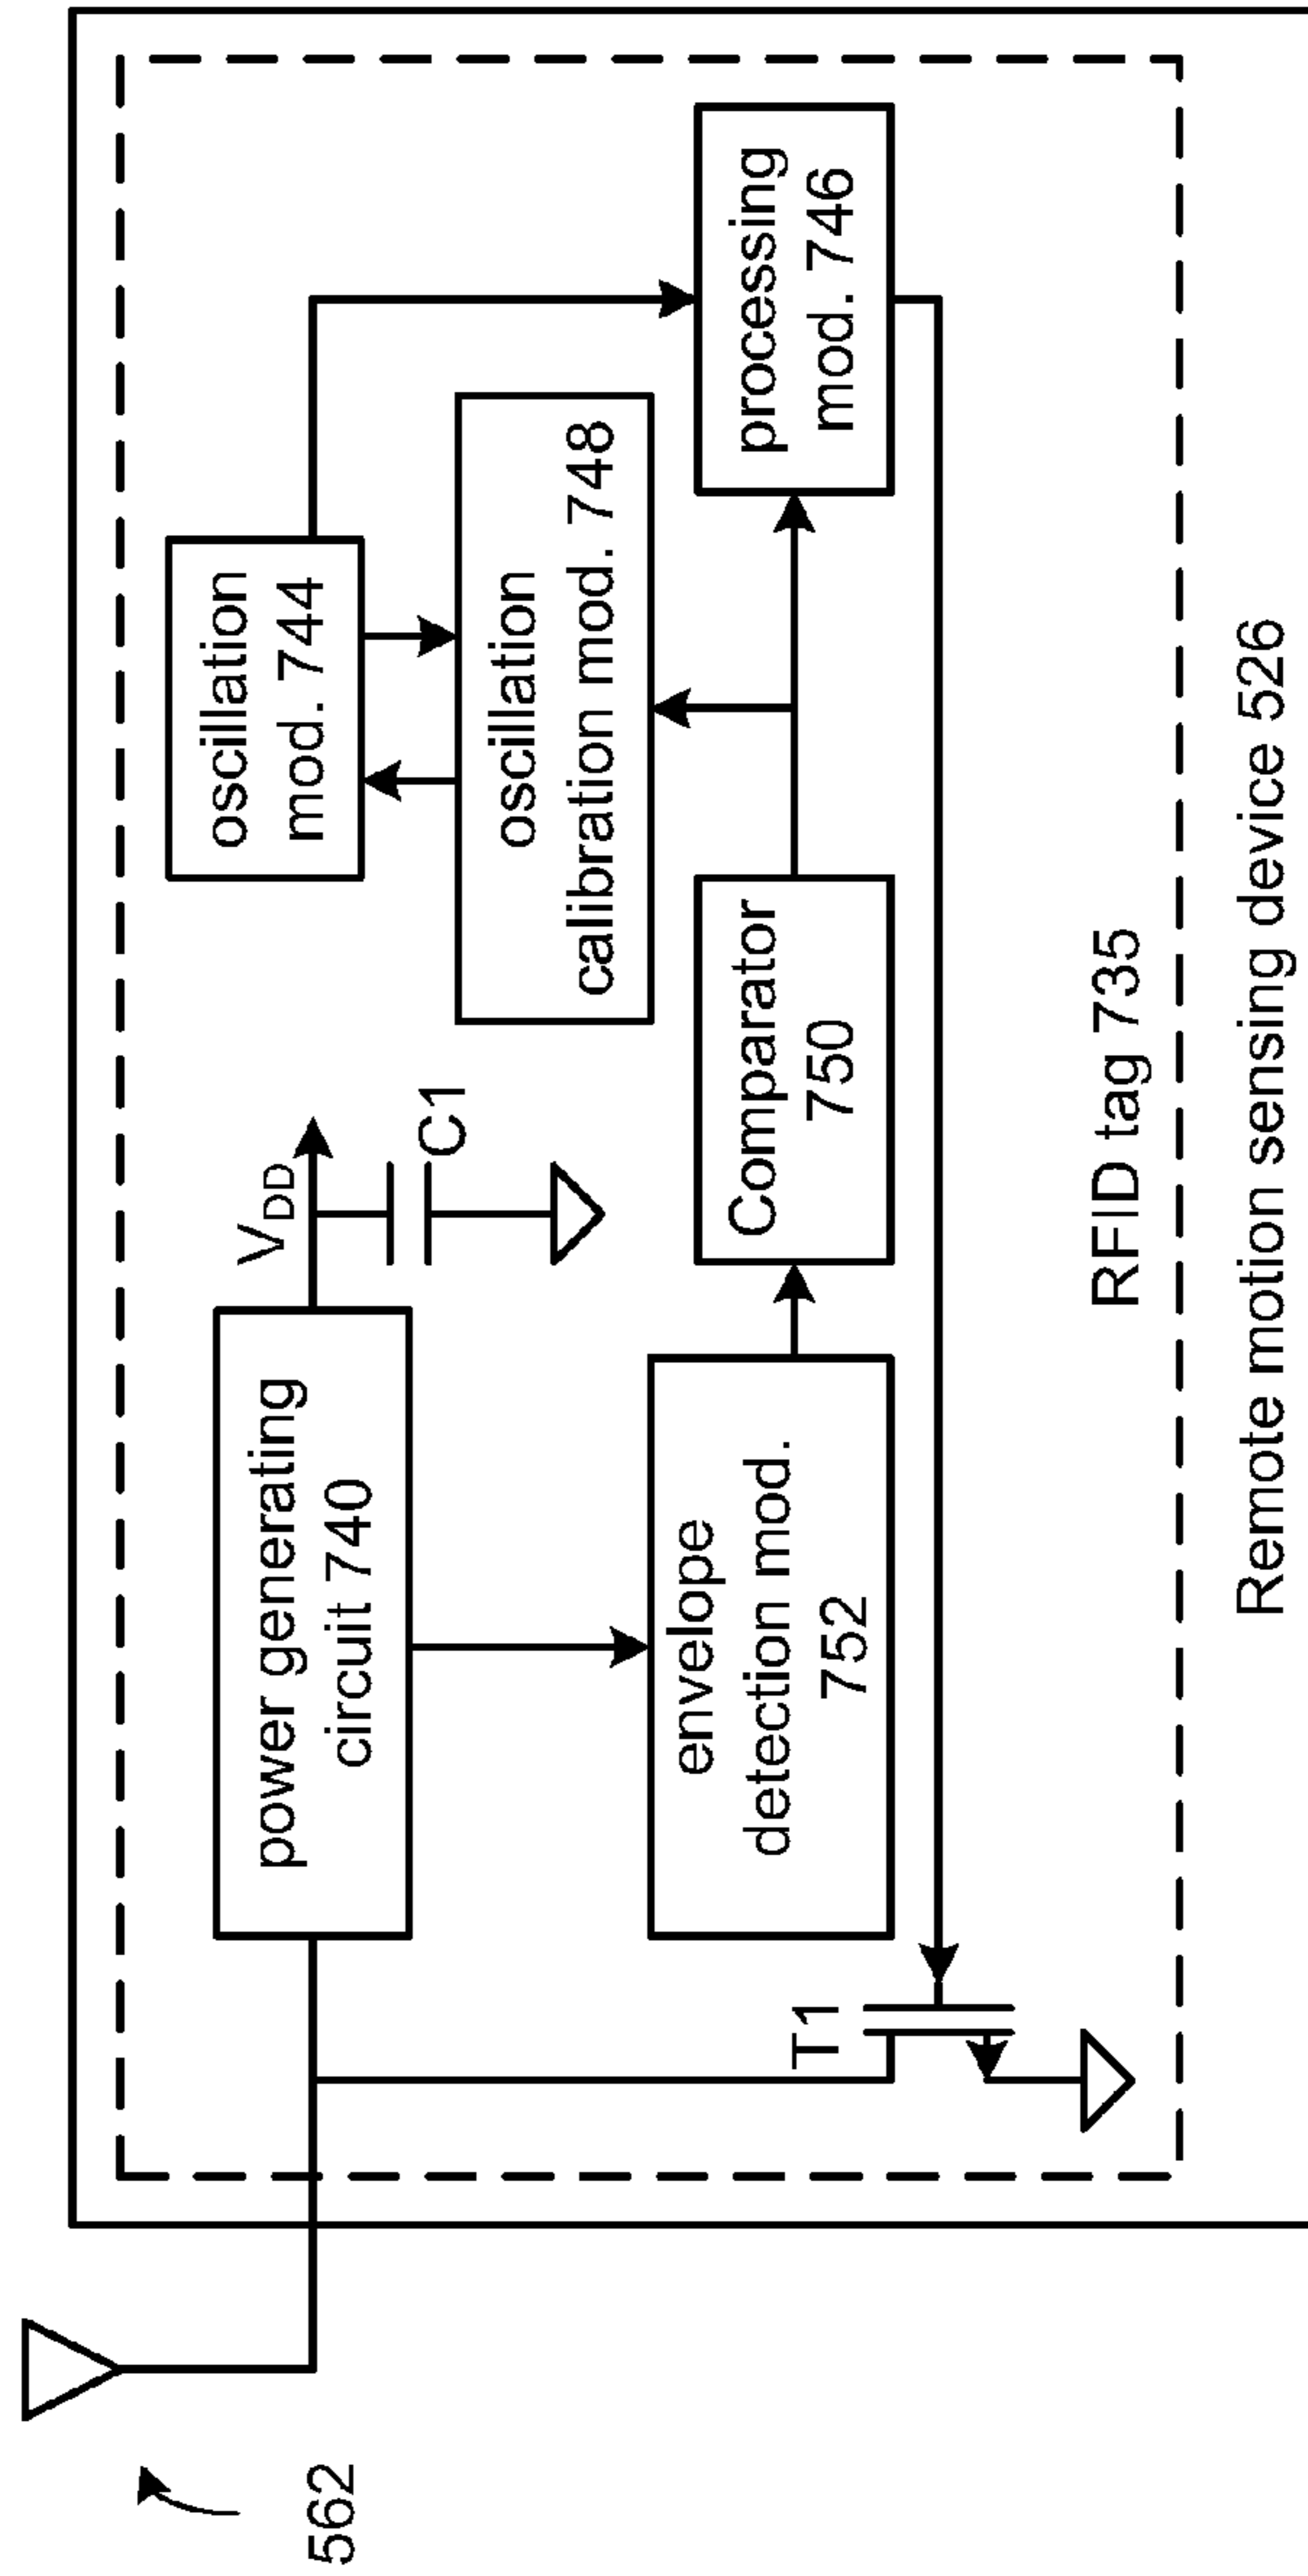 562
power generating
circuit 740
VDD
C1
oscillation
mod. 744
oscillation
calibration mod. 748
envelope
detection mod.
752
Comparator
750
processing
mod. 746
T1
RFID tag 735
Remote motion sensing device 526